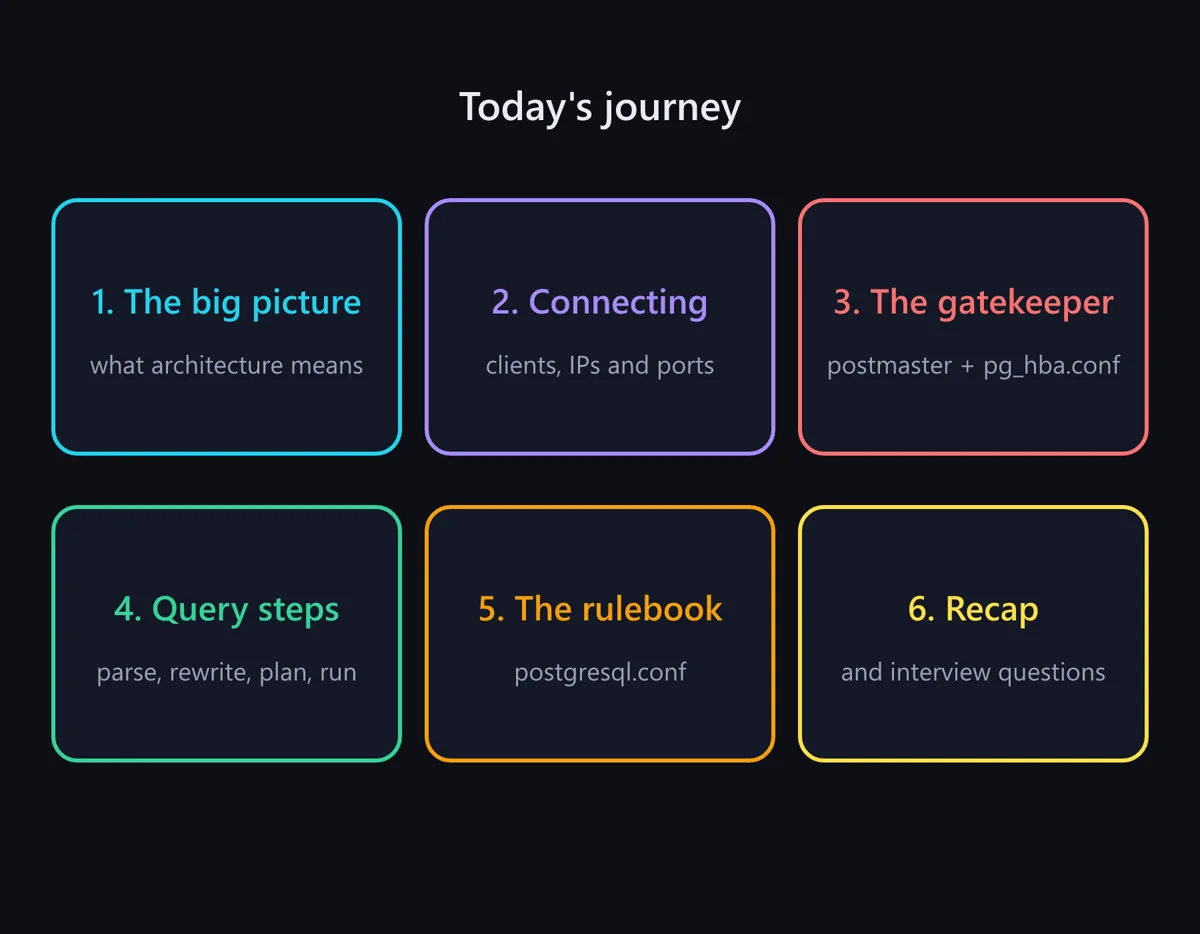 Today's journey
1. The big picture
what architecture means
2. Connecting
clients, IPs and ports
3. The gatekeeper
postmaster + pg_hba.conf
4. Query steps
parse, rewrite, plan, run
5. The rulebook
postgresql.conf
6. Recap
and interview questions